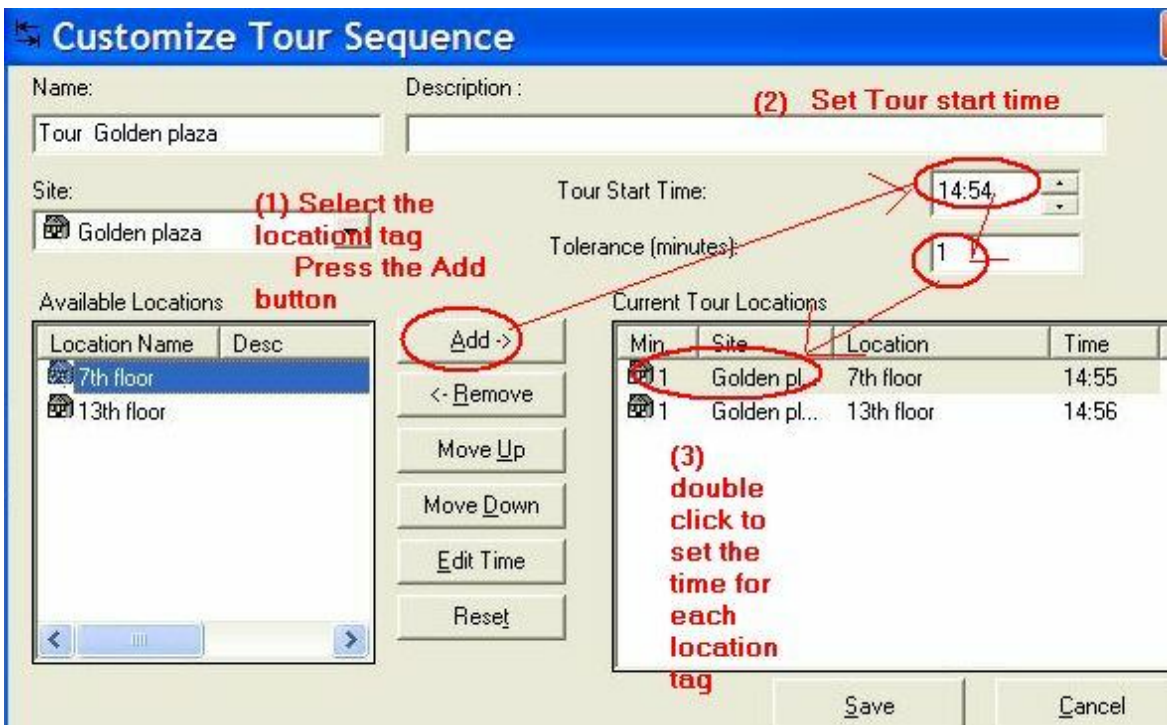 Customize Tour Sequence
Name:
Description :
(2) Set Tour start time
Tour Golden plaza
Site:
(1) Select the
locationt tag
Press the Add
button
Tour Start Time:
14:54
Golden plaza
Tolerance (minutes):
1
Available Locations
Current Tour Locations
Location Name Desc
7th floor
13th floor
Add ->
<- Remove
Move Up
Move Down
Edit Time
Reset
Min Site Location Time
1 Golden pl... 7th floor 14:55
1 Golden pl... 13th floor 14:56
(3)
double
click to
set the
time for
each
location
tag
Save
Cancel